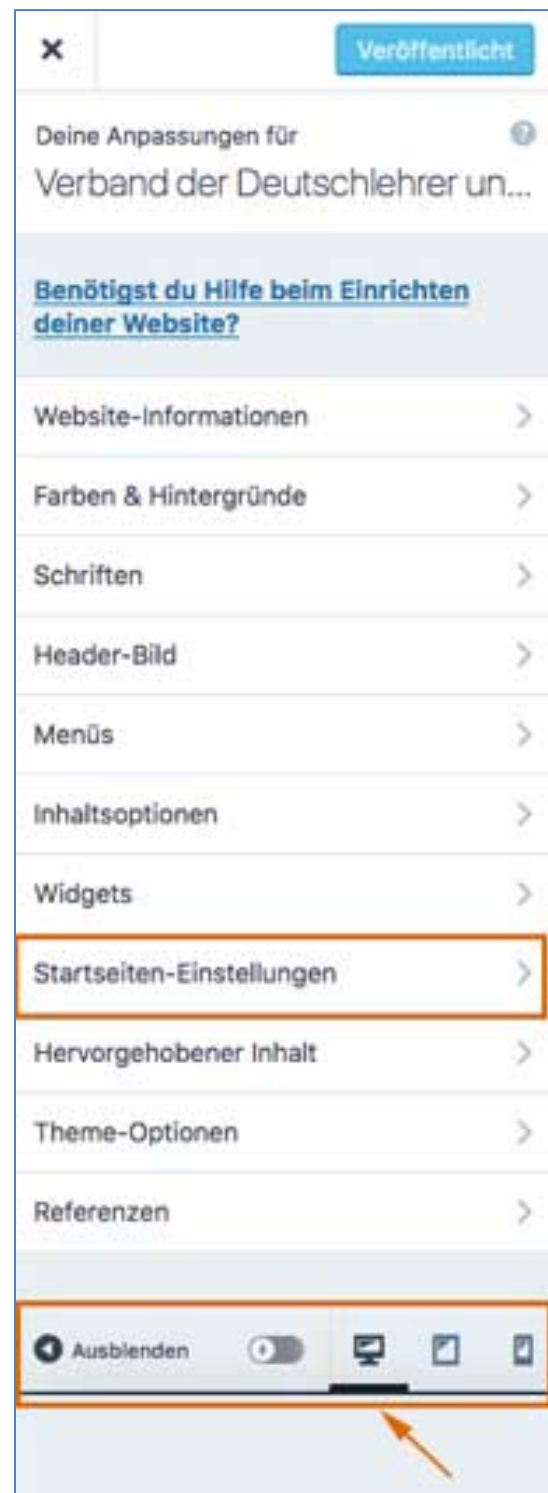 Veröffentlicht
Deine Anpassungen für
Verband der Deutschlehrer un...
Benötigst du Hilfe beim Einrichten
deiner Website?
Website-Informationen
Farben & Hintergründe
Schriften
Header-Bild
Menüs
Inhaltsoptionen
Widgets
Startseiten-Einstellungen
Hervorgehobener Inhalt
Theme-Optionen
Referenzen
Ausblenden